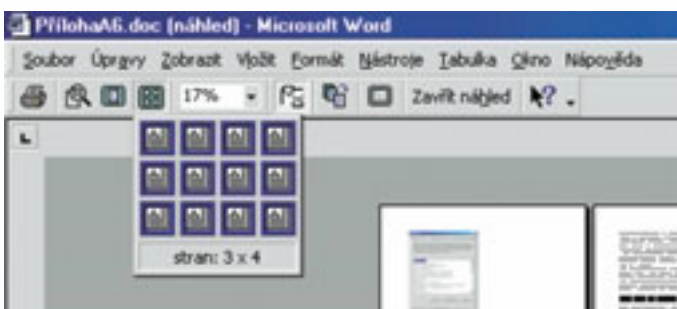 PřílohaA6.doc (náhled) - Microsoft Word
Soubor Úpravy Zobrazit Vložit Formát Nástroje Tabulka Okno Nápověda
17% Zavřít náhled
stran: 3 x 4